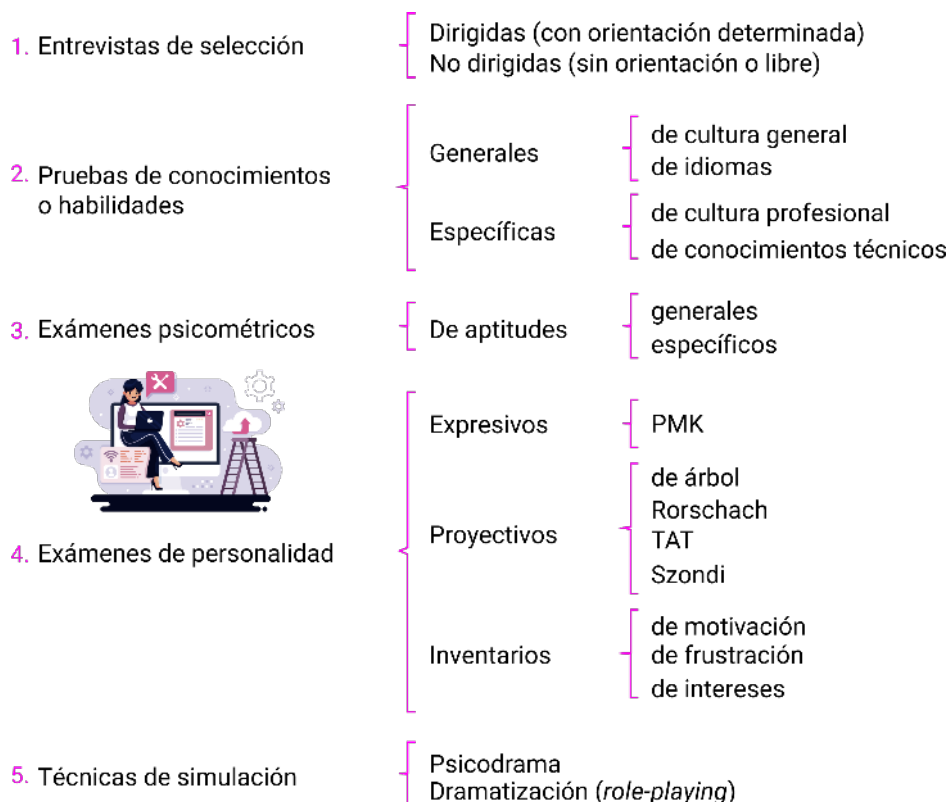 1. Entrevistas de selección
Dirigidas (con orientación determinada)
No dirigidas (sin orientación o libre)
2. Pruebas de conocimientos
o habilidades
Generales
de cultura general
de idiomas
Específicas
de cultura profesional
de conocimientos técnicos
3. Exámenes psicométricos
De aptitudes
generales
específicos
4. Exámenes de personalidad
Expresivos
PMK
Proyectivos
de árbol
Rorschach
TAT
Szondi
Inventarios
de motivación
de frustración
de intereses
5. Técnicas de simulación
Psicodrama
Dramatización (role-playing)